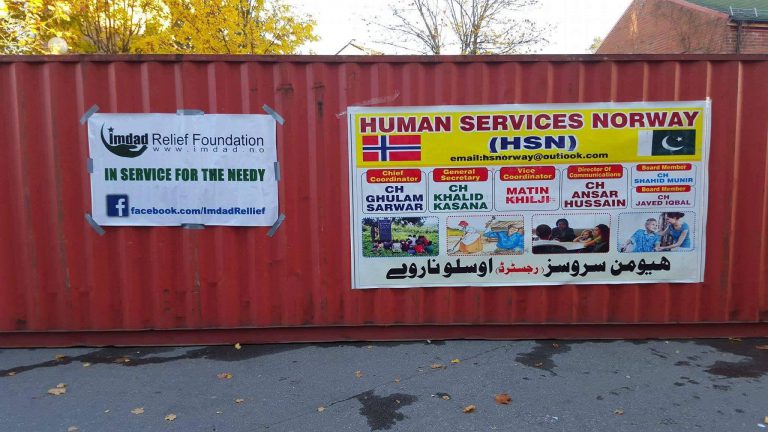 imdad Relief Foundation
www.imdad.no
IN SERVICE FOR THE NEEDY
f facebook.com/ImdadRellief
HUMAN SERVICES NORWAY
(HSN)
email:hsnorway@outlook.com
Chief Coordinator
CH GHULAM SARWAR
General Secretary
CH KHALID KASANA
Vice Coordinator
MATIN KHILJI
Director Of Communications
CH ANSAR HUSSAIN
Board Member
CH SHAHID MUNIR
Board Member
CH JAVED IQBAL
ہیومن سروسز (رجسٹرڈ) اوسلو ناروے